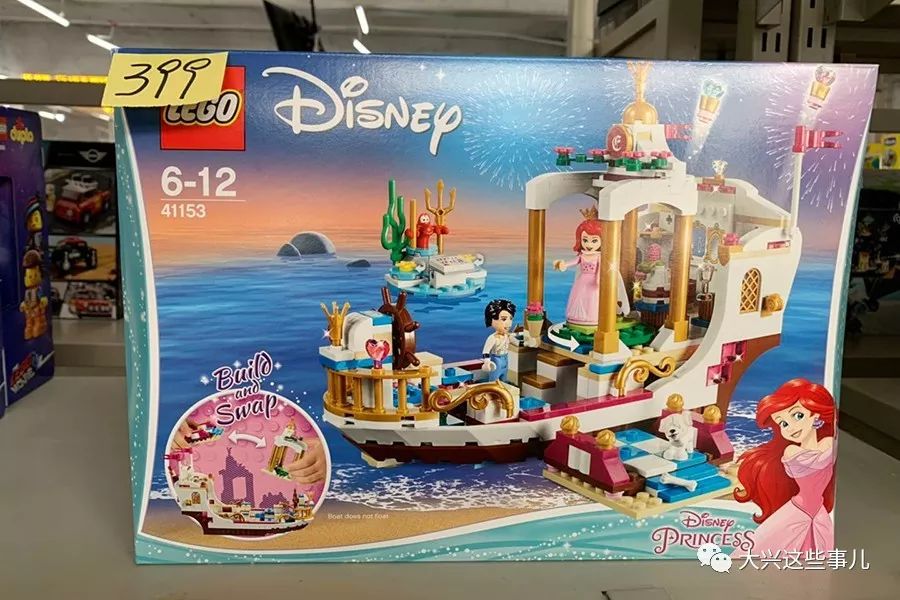 399
LEGO
DISNEY
6-12
41153
Build
and
Swap
Boat does not float.
DISNEY
PRINCESS
大兴这些事儿
duplo